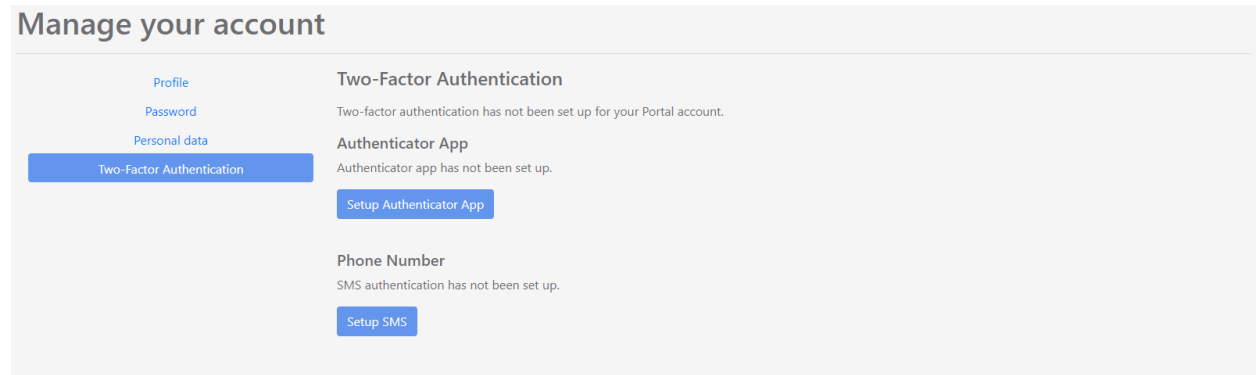 Manage your account
Profile
Password
Personal data
Two-Factor Authentication
Two-Factor Authentication
Two-factor authentication has not been set up for your Portal account.
Authenticator App
Authenticator app has not been set up.
Setup Authenticator App
Phone Number
SMS authentication has not been set up.
Setup SMS